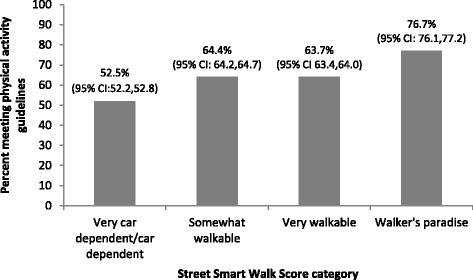 Percent meeting physical activity
guidelines
100
90
80
70
60
50
40
30
20
10
0
52.5%
(95% CI:52.2,52.8)
64.4%
(95% CI: 64.2,64.7)
63.7%
(95% CI 63.4,64.0)
76.7%
(95% CI: 76.1,77.2)
Very car
dependent/car
dependent
Somewhat
walkable
Very walkable
Walker's paradise
Street Smart Walk Score category